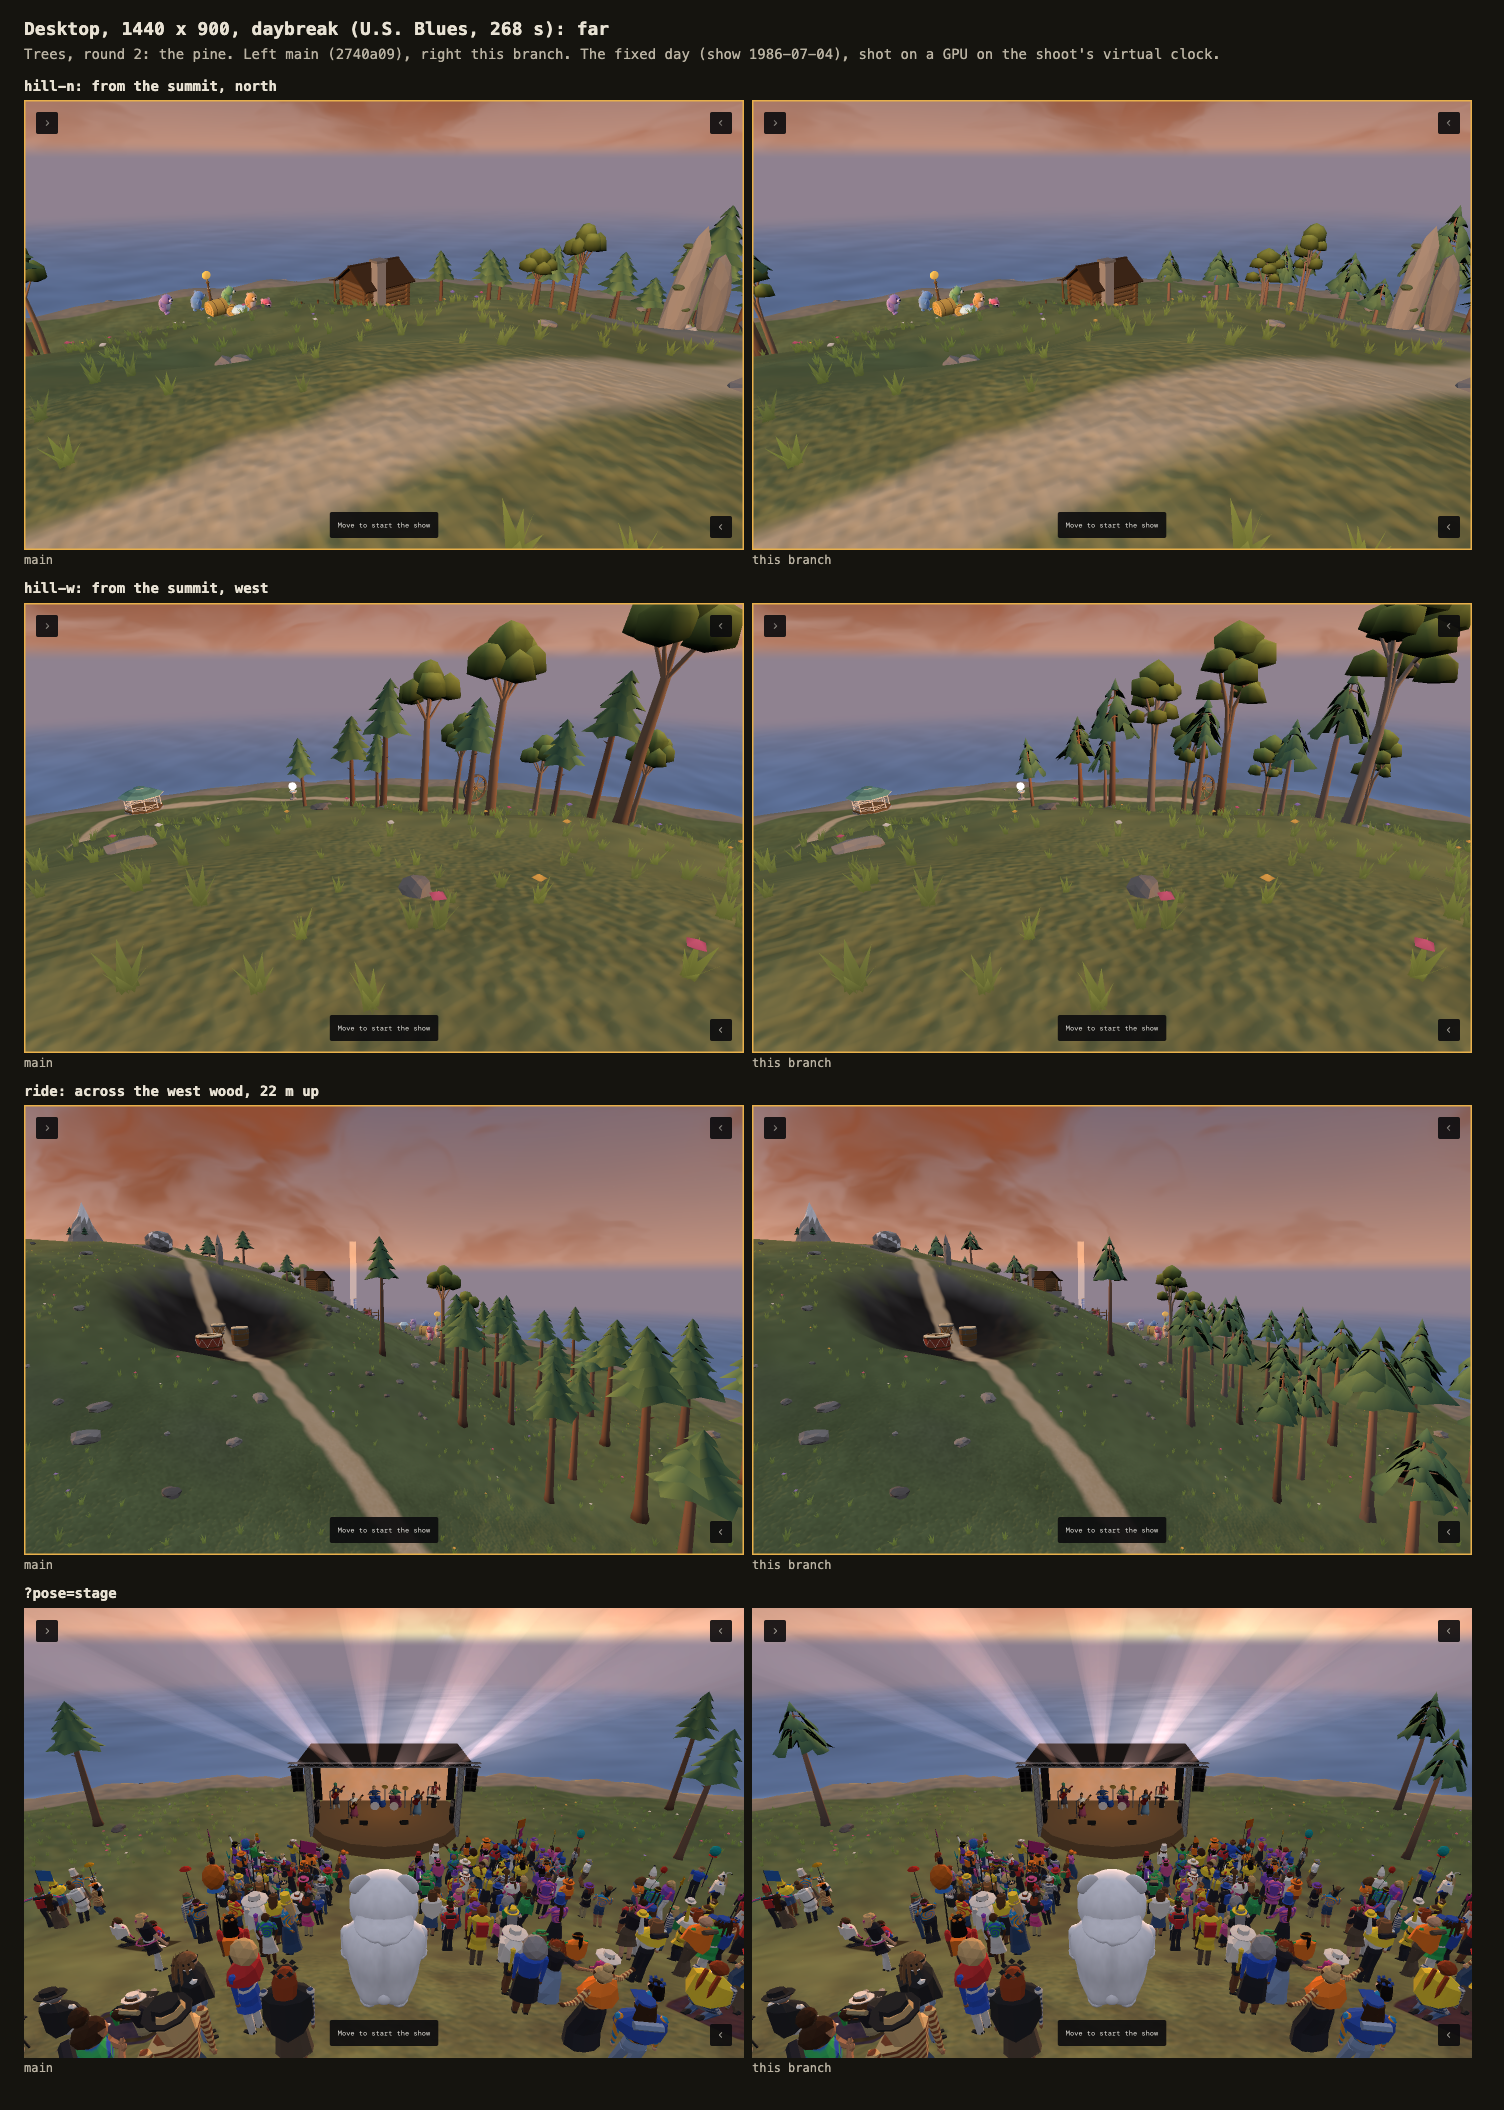 Desktop, 1440 x 900, daybreak (U.S. Blues, 268 s): far
Trees, round 2: the pine. Left main (2740a09), right this branch. The fixed day (show 1986-07-04), shot on a GPU on the shoot's virtual clock.
hill-n: from the summit, north
Move to start the show
Move to start the show
main
this branch
hill-w: from the summit, west
Move to start the show
Move to start the show
main
this branch
ride: across the west wood, 22 m up
Move to start the show
Move to start the show
main
this branch
?pose=stage
Move to start the show
Move to start the show
main
this branch